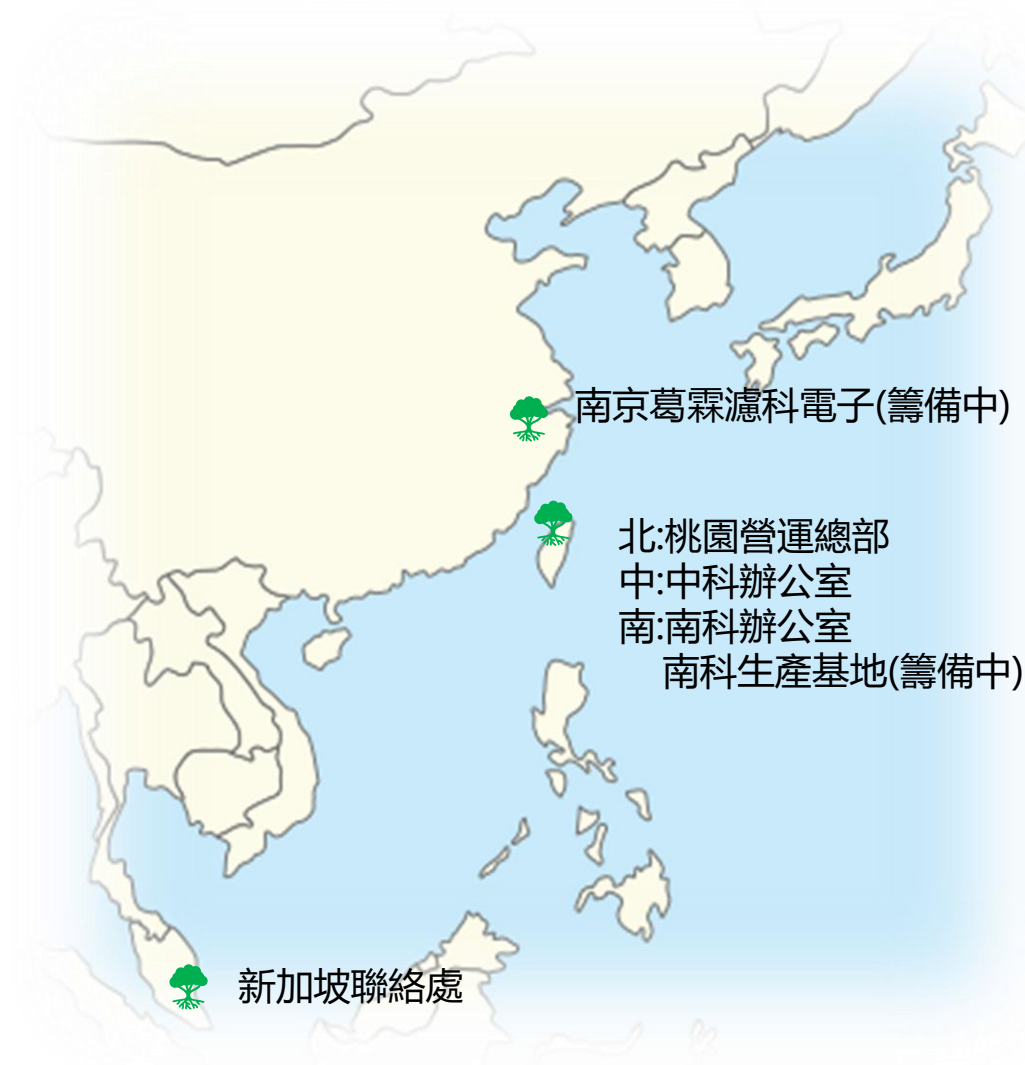 南京葛霖濾科電子(籌備中)
北:桃園營運總部
中:中科辦公室
南:南科辦公室
南科生產基地(籌備中)
新加坡聯絡處